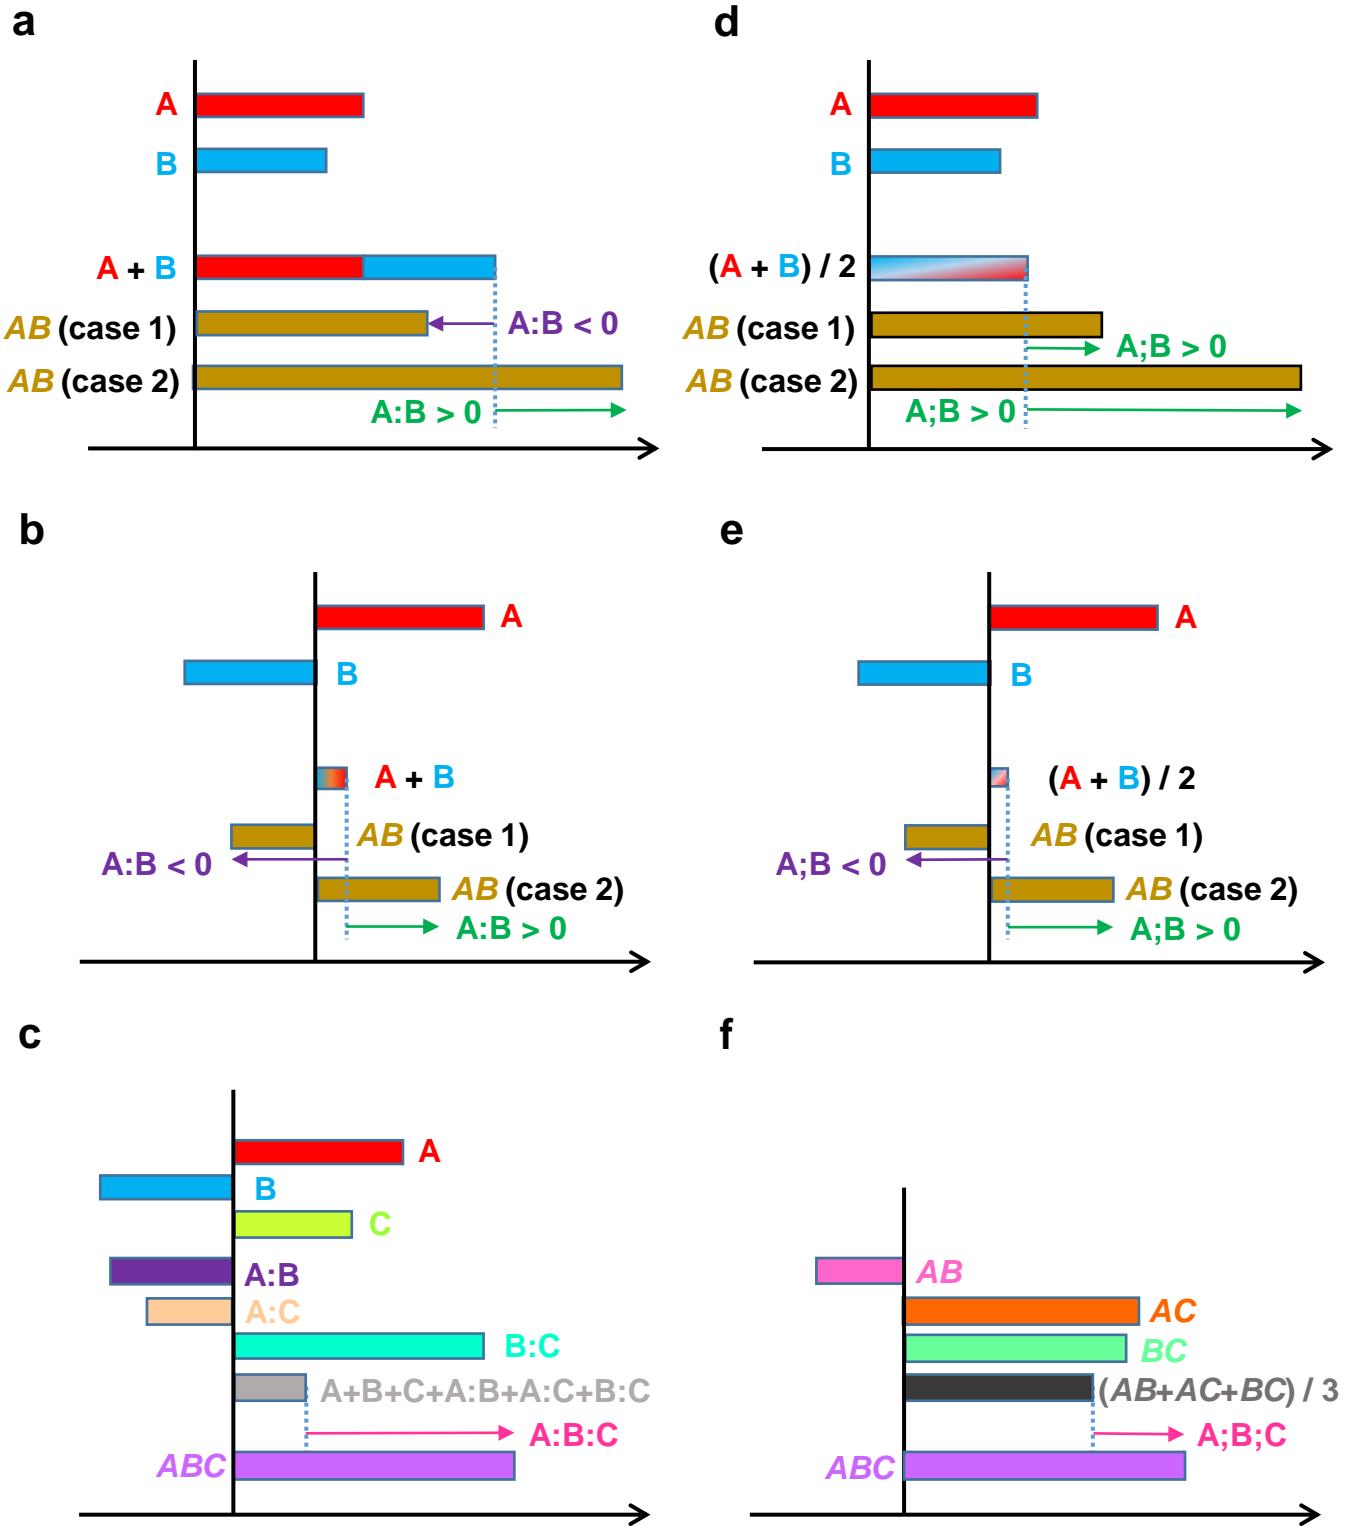 a
A
B
A + B
AB (case 1)
A:B < 0
AB (case 2)
A:B > 0
d
A
B
(A + B) / 2
AB (case 1)
A;B > 0
AB (case 2)
A;B > 0
b
A
B
A + B
AB (case 1)
A:B < 0
AB (case 2)
A:B > 0
e
A
B
(A + B) / 2
AB (case 1)
A;B < 0
AB (case 2)
A;B > 0
c
A
B
C
A:B
A:C
B:C
A+B+C+A:B+A:C+B:C
A:B:C
ABC
f
AB
AC
BC
(AB+AC+BC) / 3
A;B;C
ABC